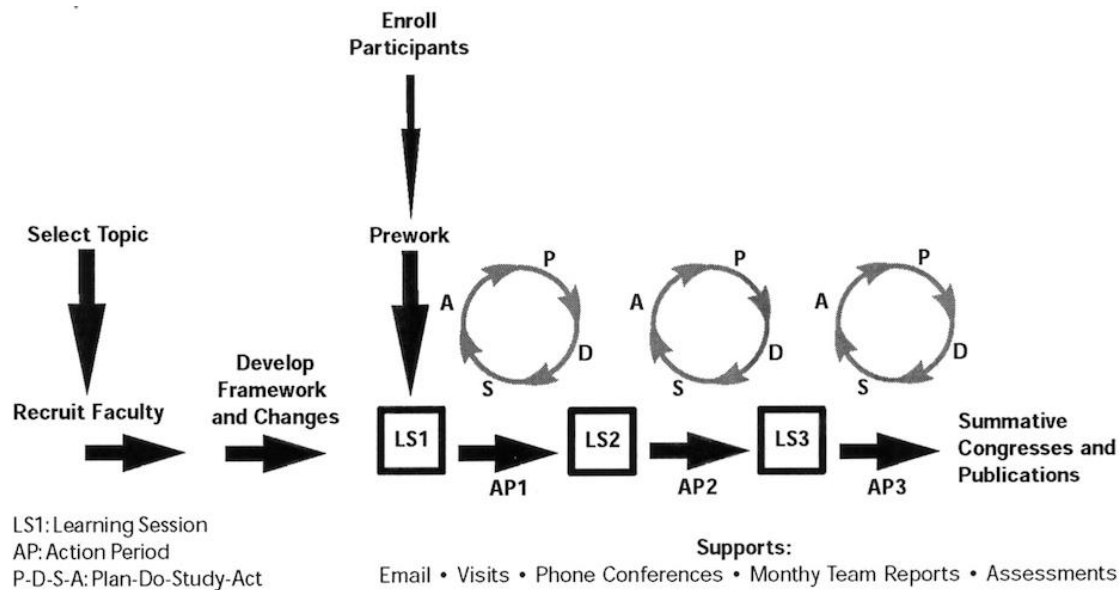 Enroll
Participants
Select Topic
Prework
P
A
D
S
P
A
D
S
P
A
D
S
Develop
Framework
and Changes
Recruit Faculty
LS1
LS2
LS3
AP1
AP2
AP3
Summative
Congresses and
Publications
LS1: Learning Session
AP: Action Period
P-D-S-A: Plan-Do-Study-Act
Supports:
Email • Visits • Phone Conferences • Monthy Team Reports • Assessments